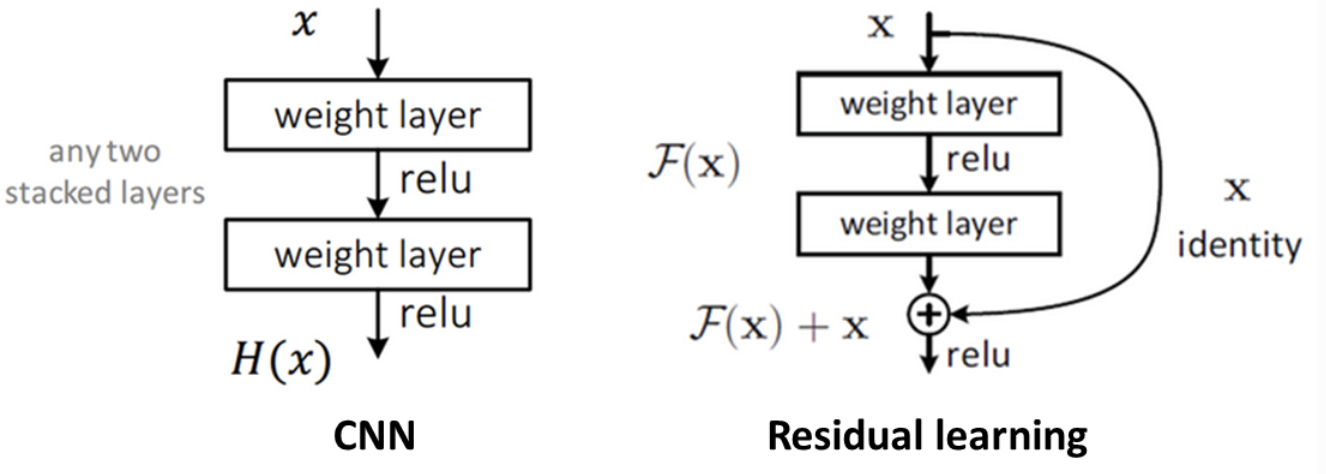 x
weight layer
any two
stacked layers
relu
weight layer
relu
H(x)
CNN
x
weight layer
F(x)
relu
weight layer
x
identity
F(x) + x
+
relu
Residual learning